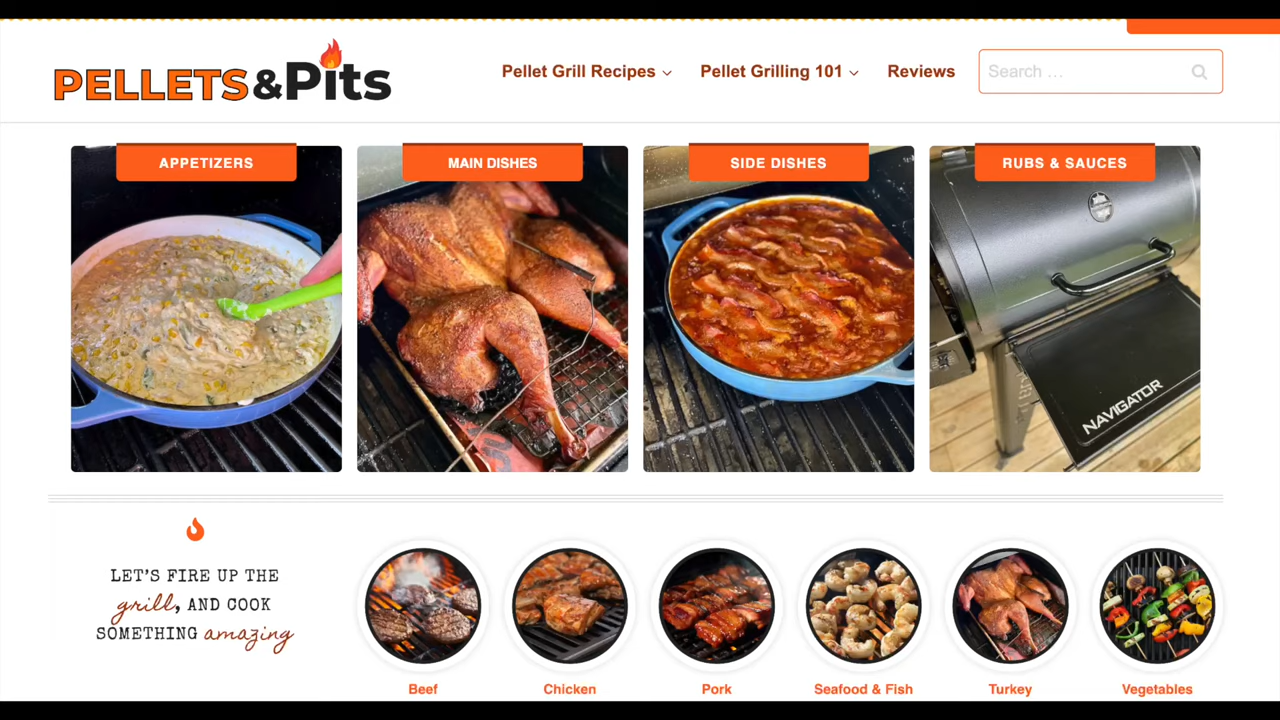 PELLETS&Pits
Pellet Grill Recipes
Pellet Grilling 101
Reviews
Search …
APPETIZERS
MAIN DISHES
SIDE DISHES
RUBS & SAUCES
NAVIGATOR
LET'S FIRE UP THE
grill, AND COOK
SOMETHING amazing
Beef
Chicken
Pork
Seafood & Fish
Turkey
Vegetables